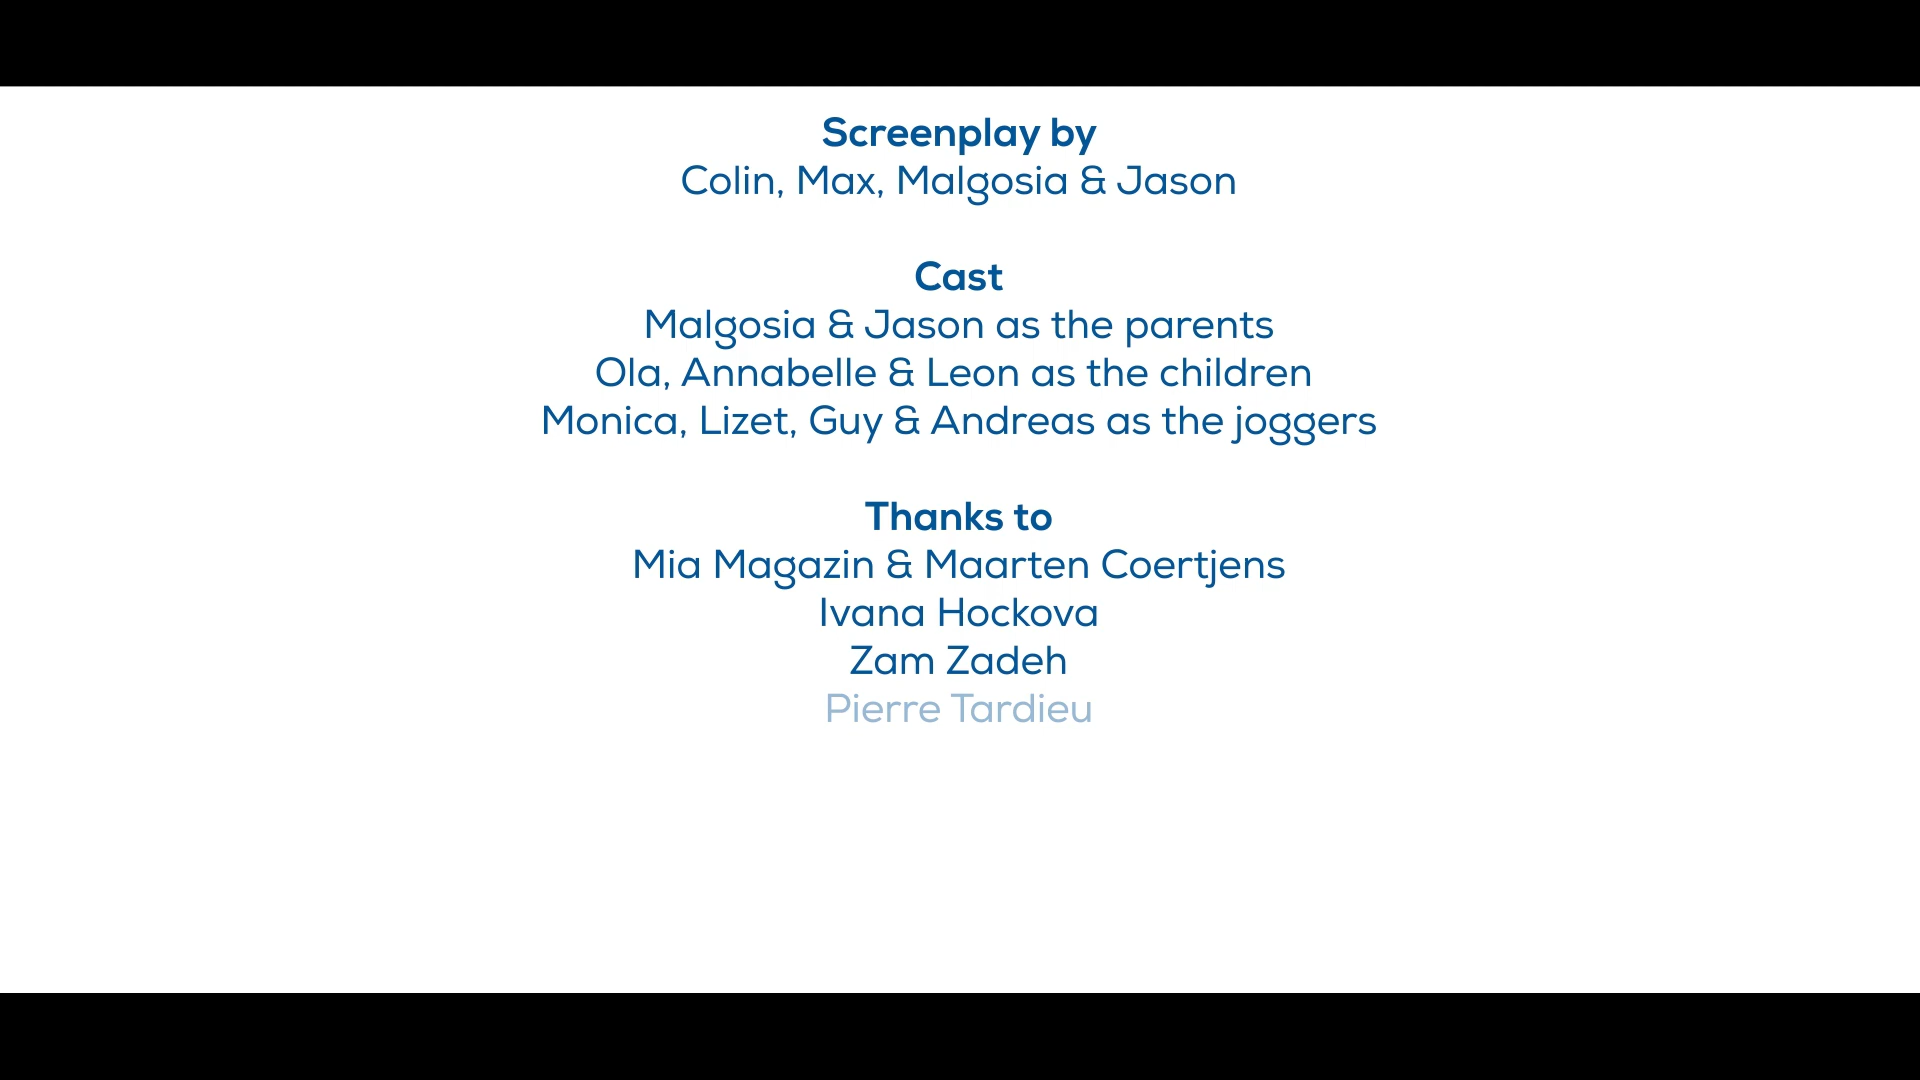 Screenplay by
Colin, Max, Malgosia & Jason
Cast
Malgosia & Jason as the parents
Ola, Annabelle & Leon as the children
Monica, Lizet, Guy & Andreas as the joggers
Thanks to
Mia Magazin & Maarten Coertjens
Ivana Hockova
Zam Zadeh
Pierre Tardieu